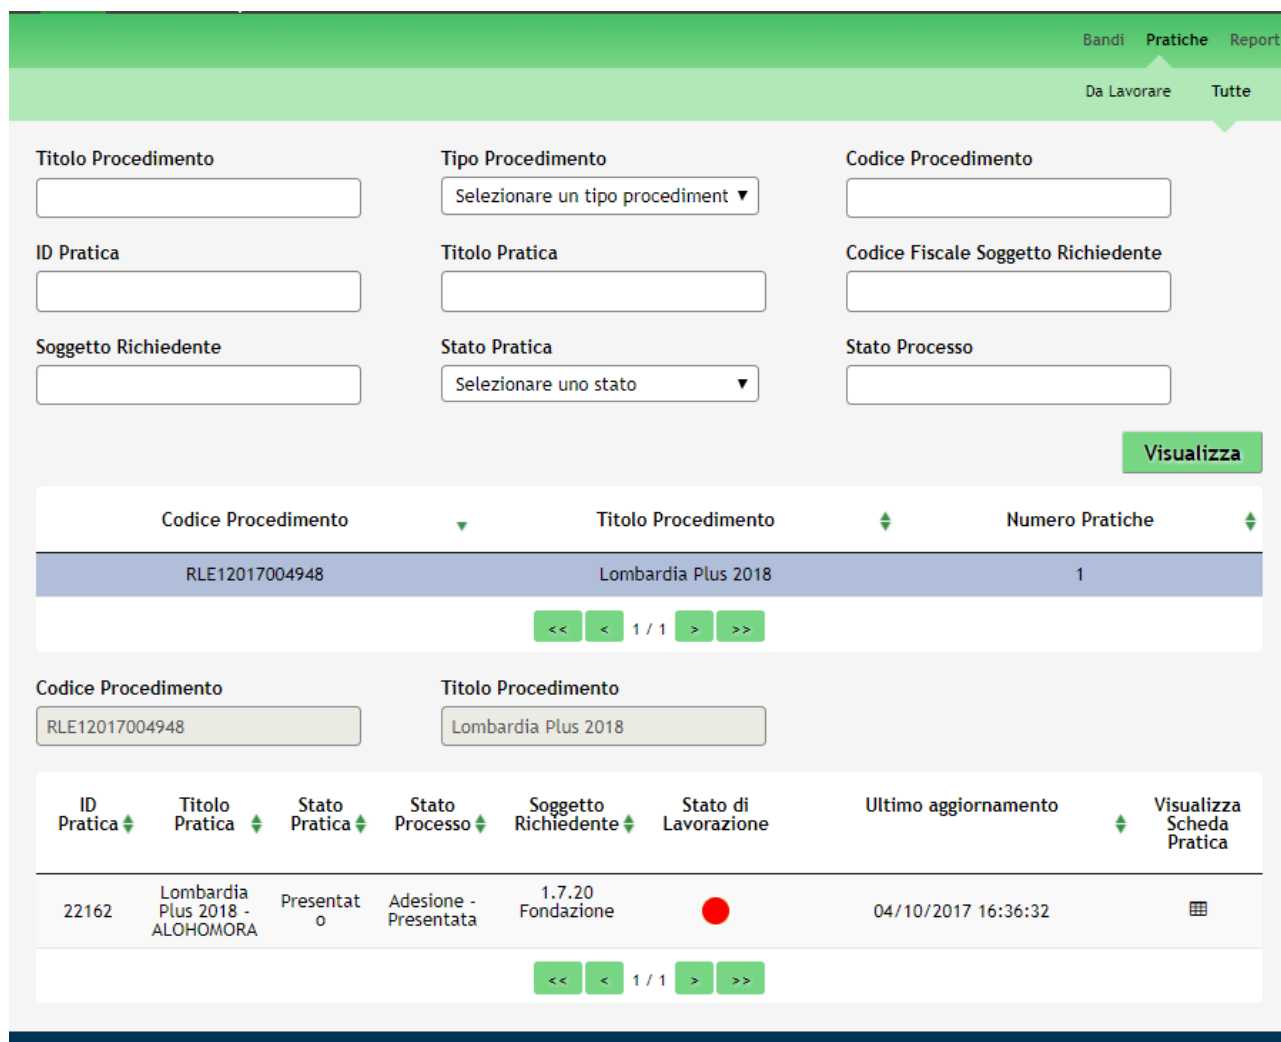 Bandi Pratiche Report
Da Lavorare Tutte
Titolo Procedimento Tipo Procedimento Codice Procedimento
Selezionare un tipo procediment ▼
ID Pratica Titolo Pratica Codice Fiscale Soggetto Richiedente
Soggetto Richiedente Stato Pratica Stato Processo
Selezionare uno stato ▼
Visualizza
Codice Procedimento Titolo Procedimento Numero Pratiche
RLE12017004948 Lombardia Plus 2018 1
<< < 1 / 1 > >>
Codice Procedimento Titolo Procedimento
RLE12017004948 Lombardia Plus 2018
ID Titolo Stato Stato Soggetto Stato di Ultimo aggiornamento Visualizza
Pratica Pratica Pratica Processo Richiedente Lavorazione Scheda
Pratica
Lombardia 1.7.20
22162 Plus 2018 - Presentat Adesione - Fondazione 04/10/2017 16:36:32
ALOHOMORA o Presentata
<< < 1 / 1 > >>